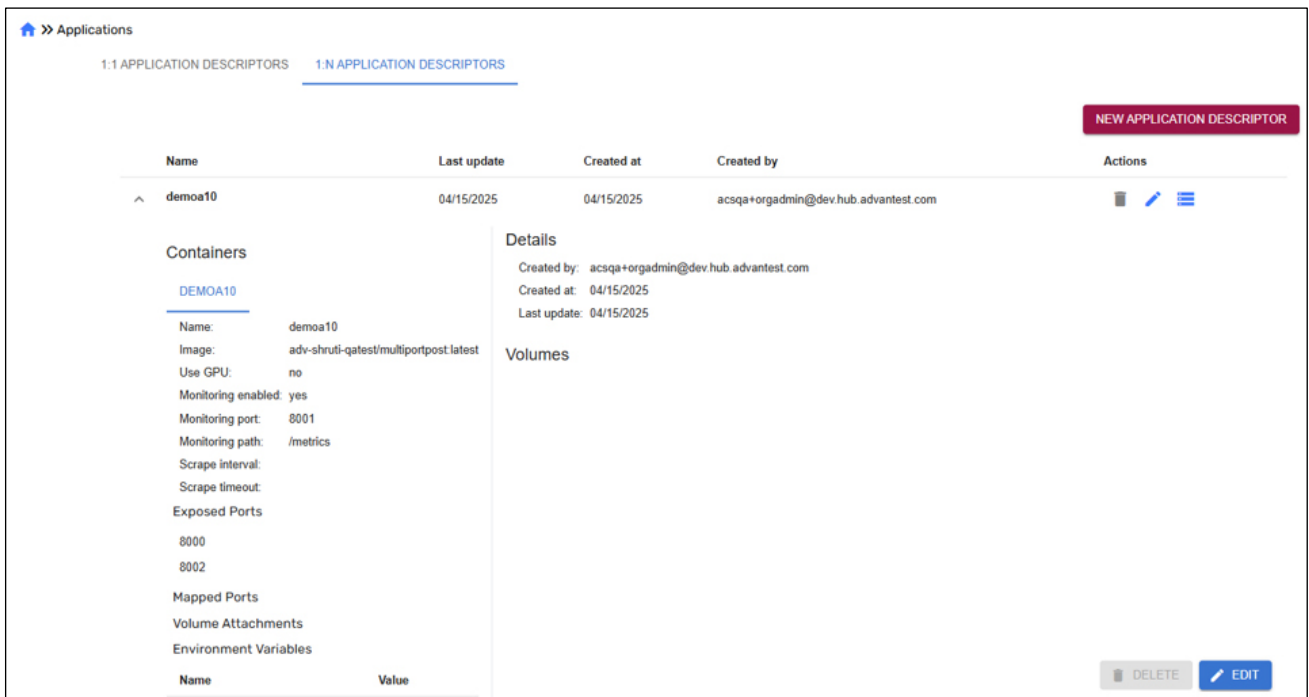 Applications
1:1 APPLICATION DESCRIPTORS 1:N APPLICATION DESCRIPTORS
NEW APPLICATION DESCRIPTOR
Name Last update Created at Created by Actions
demoa10 04/15/2025 04/15/2025 acsqa+orgadmin@dev.hub.advantest.com
Containers
DEMOA10
Name: demoa10
Image: adv-shruti-qatest/multiportpost:latest
Use GPU: no
Monitoring enabled: yes
Monitoring port: 8001
Monitoring path: /metrics
Scrape interval:
Scrape timeout:
Exposed Ports
8000
8002
Mapped Ports
Volume Attachments
Environment Variables
Name Value
Details
Created by: acsqa+orgadmin@dev.hub.advantest.com
Created at: 04/15/2025
Last update: 04/15/2025
Volumes
DELETE EDIT